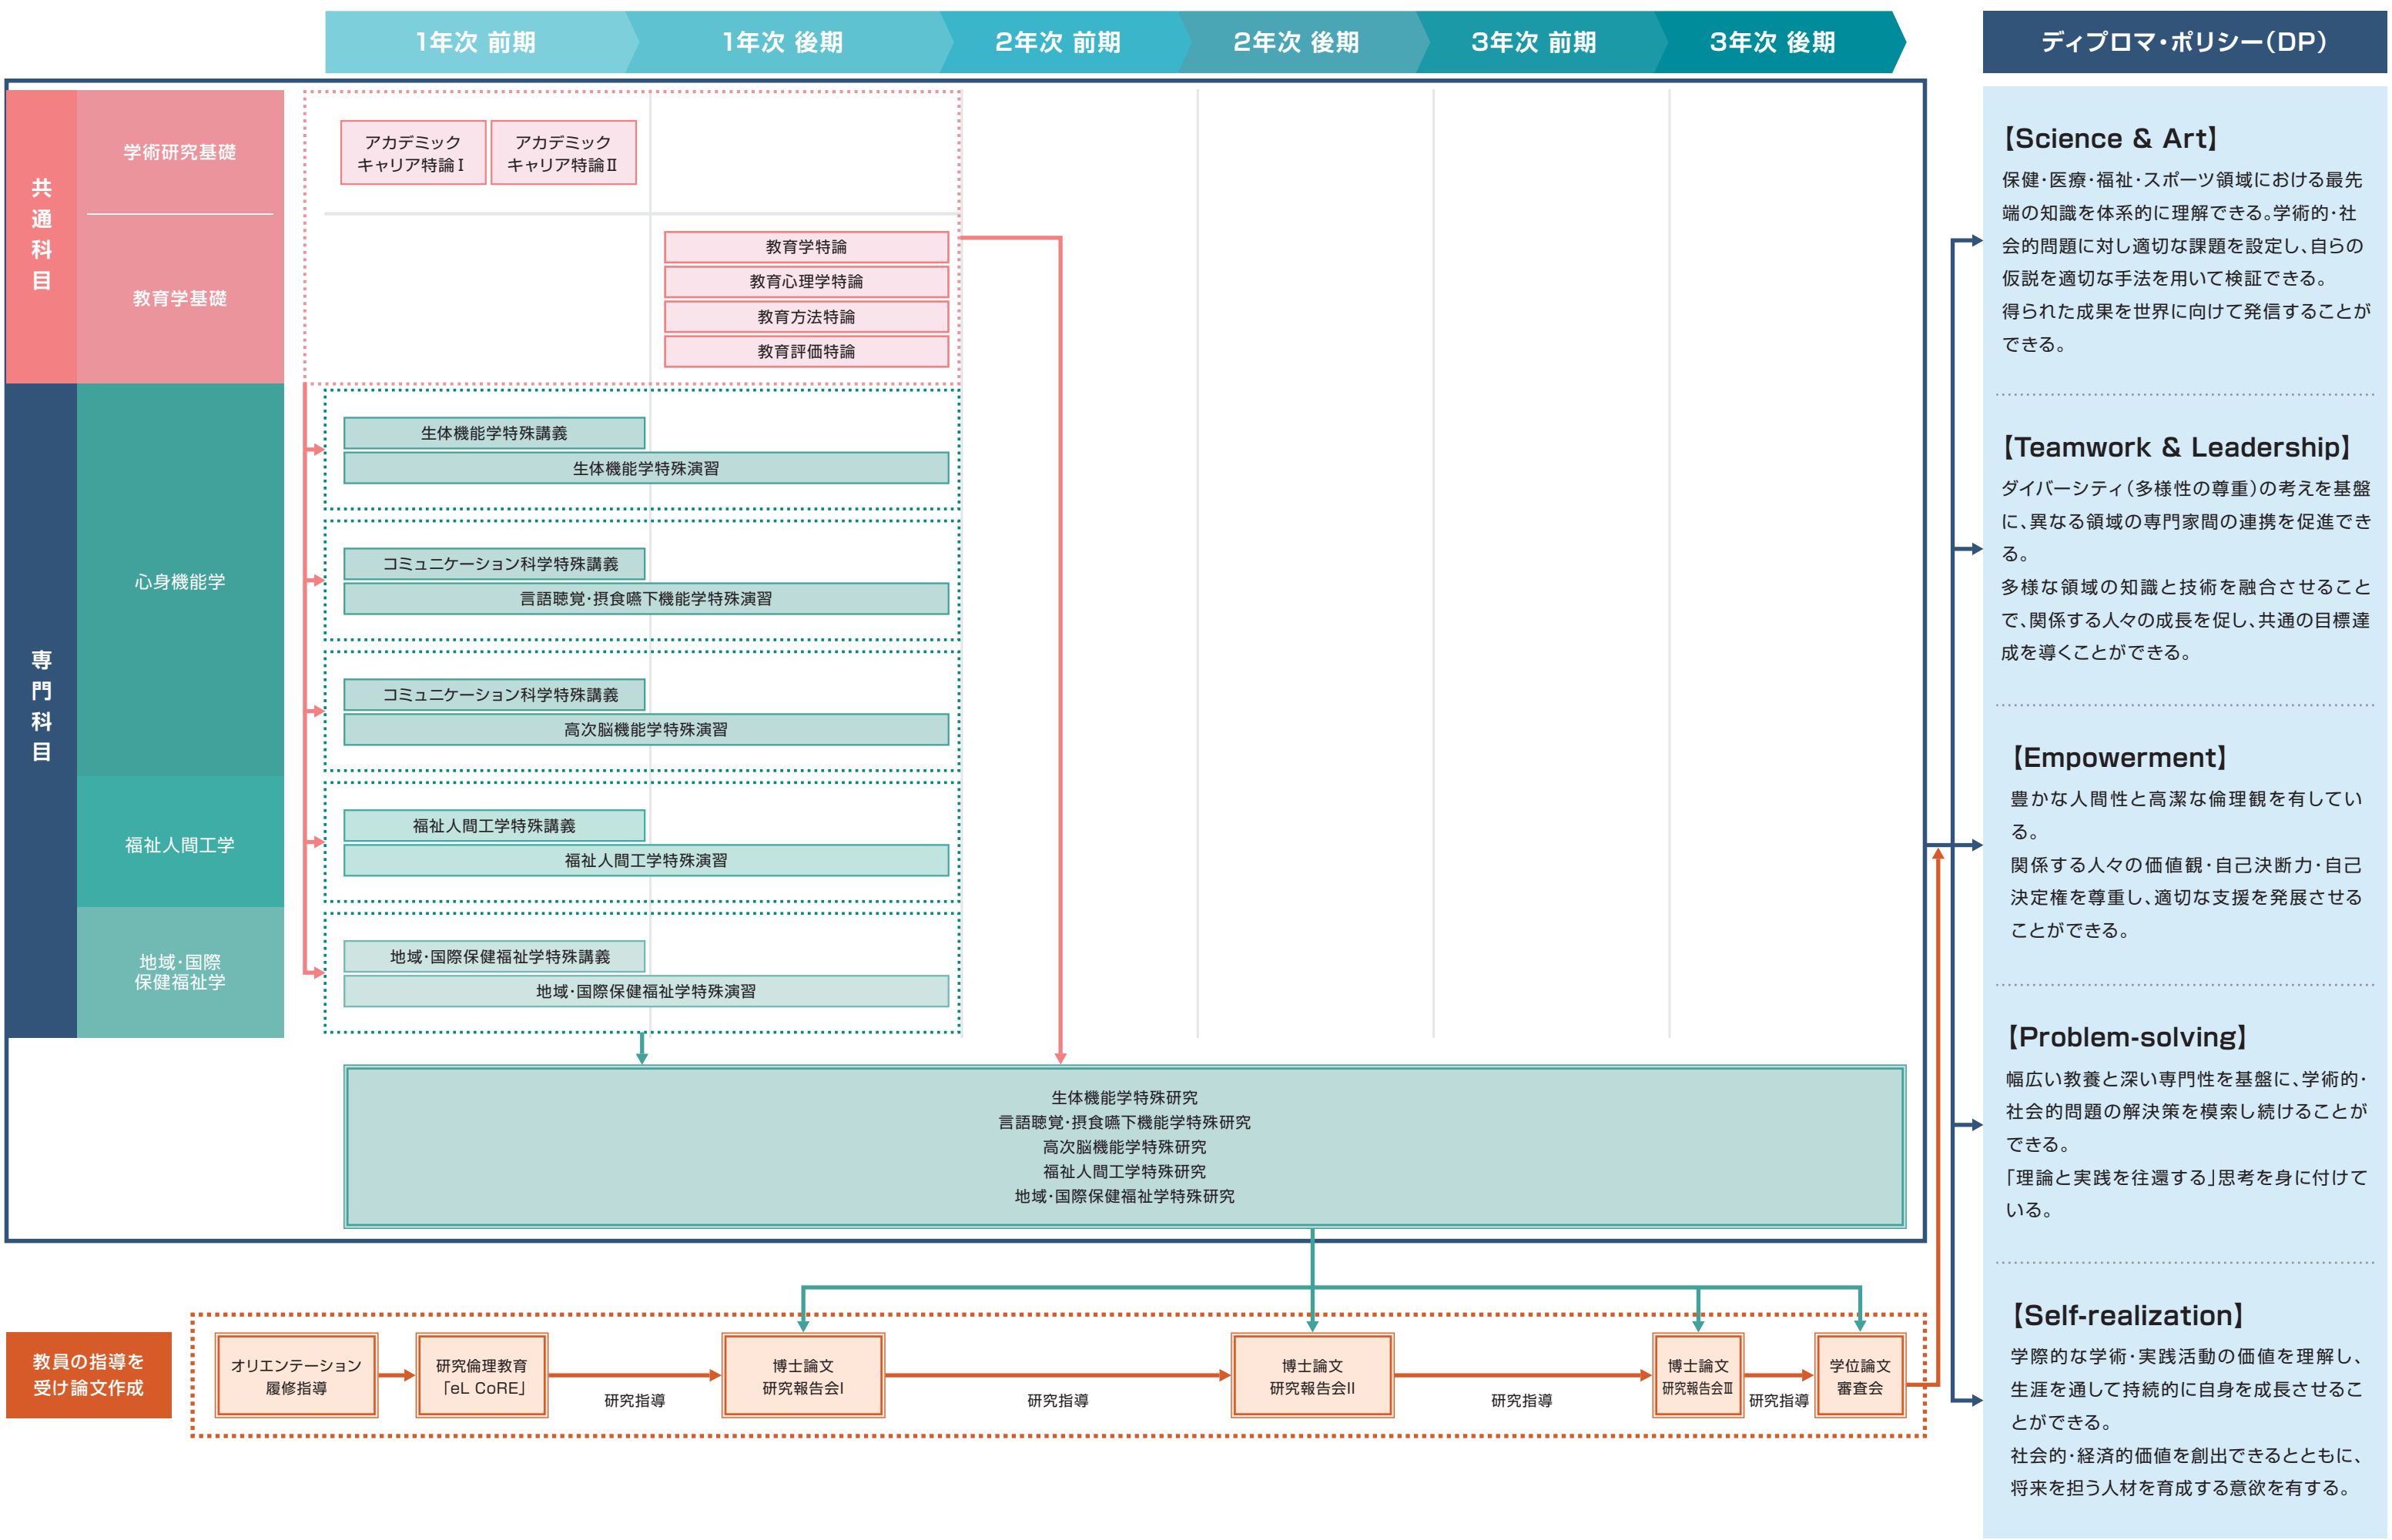 1年次 前期
1年次 後期
2年次 前期
2年次 後期
3年次 前期
3年次 後期
ディプロマ・ポリシー(DP)
共通科目
学術研究基礎
アカデミック
キャリア特論Ⅰ
アカデミック
キャリア特論Ⅱ
教育学基礎
教育学特論
教育心理学特論
教育方法特論
教育評価特論
専門科目
心身機能学
生体機能学特殊講義
生体機能学特殊演習
コミュニケーション科学特殊講義
言語聴覚・摂食嚥下機能学特殊演習
コミュニケーション科学特殊講義
高次脳機能学特殊演習
福祉人間工学
福祉人間工学特殊講義
福祉人間工学特殊演習
地域・国際
保健福祉学
地域・国際保健福祉学特殊講義
地域・国際保健福祉学特殊演習
生体機能学特殊研究
言語聴覚・摂食嚥下機能学特殊研究
高次脳機能学特殊研究
福祉人間工学特殊研究
地域・国際保健福祉学特殊研究
教員の指導を
受け論文作成
オリエンテーション
履修指導
研究倫理教育
「eL CoRE」
研究指導
博士論文
研究報告会I
研究指導
博士論文
研究報告会II
研究指導
博士論文
研究報告会Ⅲ
研究指導
学位論文
審査会
【Science & Art】
保健・医療・福祉・スポーツ領域における最先
端の知識を体系的に理解できる。学術的・社
会的問題に対し適切な課題を設定し、自らの
仮説を適切な手法を用いて検証できる。
得られた成果を世界に向けて発信することが
できる。
【Teamwork & Leadership】
ダイバーシティ(多様性の尊重)の考えを基盤
に、異なる領域の専門家間の連携を促進でき
る。
多様な領域の知識と技術を融合させること
で、関係する人々の成長を促し、共通の目標達
成を導くことができる。
【Empowerment】
豊かな人間性と高潔な倫理観を有してい
る。
関係する人々の価値観・自己決断力・自己
決定権を尊重し、適切な支援を発展させる
ことができる。
【Problem-solving】
幅広い教養と深い専門性を基盤に、学術的・
社会的問題の解決策を模索し続けることが
できる。
「理論と実践を往還する」思考を身に付けて
いる。
【Self-realization】
学際的な学術・実践活動の価値を理解し、
生涯を通して持続的に自身を成長させるこ
とができる。
社会的・経済的価値を創出できるとともに、
将来を担う人材を育成する意欲を有する。